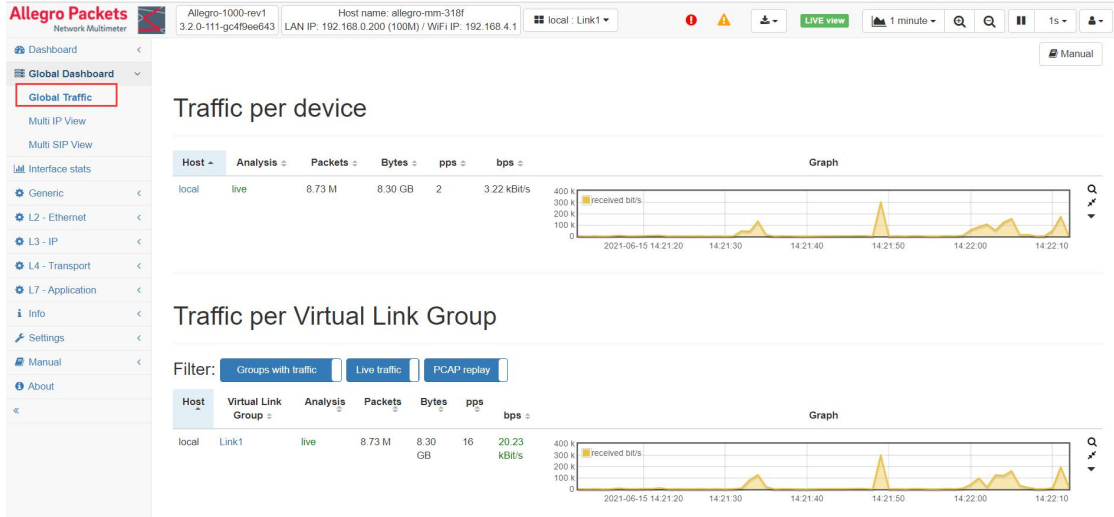 Allegro Packets
Network Multimeter
Allegro-1000-rev1
3.2.0-111-gc4f9ee643
Host name: allegro-mm-318f
LAN IP: 192.168.0.200 (100M) / WiFi IP: 192.168.4.1
local : Link1
LIVE view
1 minute
1s
Manual
Dashboard
Global Dashboard
Global Traffic
Multi IP View
Multi SIP View
Interface stats
Generic
L2 - Ethernet
L3 - IP
L4 - Transport
L7 - Application
Info
Settings
Manual
About
Traffic per device
Host Analysis Packets Bytes pps bps Graph
local live 8.73 M 8.30 GB 2 3.22 kBit/s
400 k
300 k
200 k
100 k
0
received bit/s
2021-06-15 14:21:20 14:21:30 14:21:40 14:21:50 14:22:00 14:22:10
Traffic per Virtual Link Group
Filter: Groups with traffic Live traffic PCAP replay
Host Virtual Link Group Analysis Packets Bytes pps bps Graph
local Link1 live 8.73 M 8.30 GB 16 20.23 kBit/s
400 k
300 k
200 k
100 k
0
received bit/s
2021-06-15 14:21:20 14:21:30 14:21:40 14:21:50 14:22:00 14:22:10